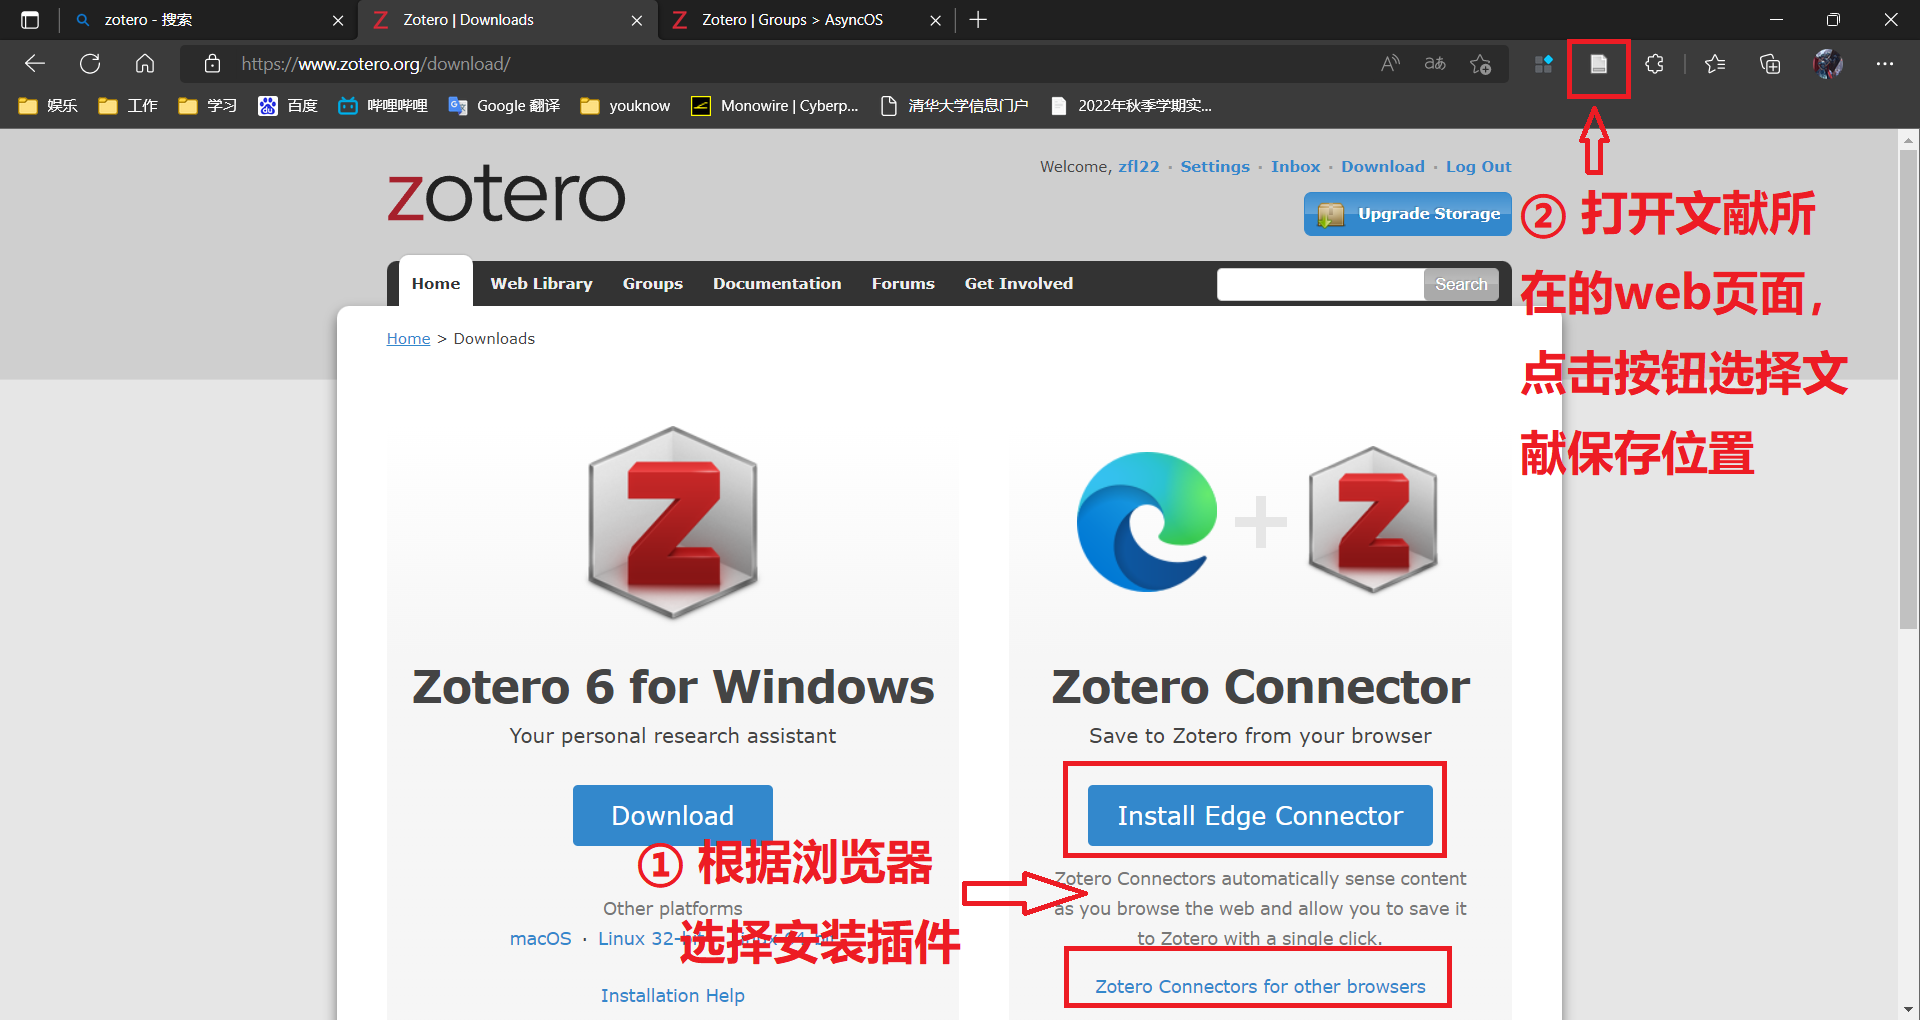 zotero - 搜索
Zotero | Downloads
Zotero | Groups > AsyncOS
https://www.zotero.org/download/
娱乐
工作
学习
百度
哔哩哔哩
Google 翻译
youknow
Monowire | Cyberp...
清华大学信息门户
2022年秋季学期实...
zotero
Welcome, zfl22 · Settings · Inbox · Download · Log Out
Upgrade Storage
Home Web Library Groups Documentation Forums Get Involved
Search
Home > Downloads
② 打开文献所
在的web页面，
点击按钮选择文
献保存位置
Zotero 6 for Windows
Your personal research assistant
Download
① 根据浏览器
选择安装插件
Other platforms
macOS · Linux 32-
Installation Help
Zotero Connector
Save to Zotero from your browser
Install Edge Connector
Zotero Connectors automatically sense content
as you browse the web and allow you to save it
to Zotero with a single click.
Zotero Connectors for other browsers